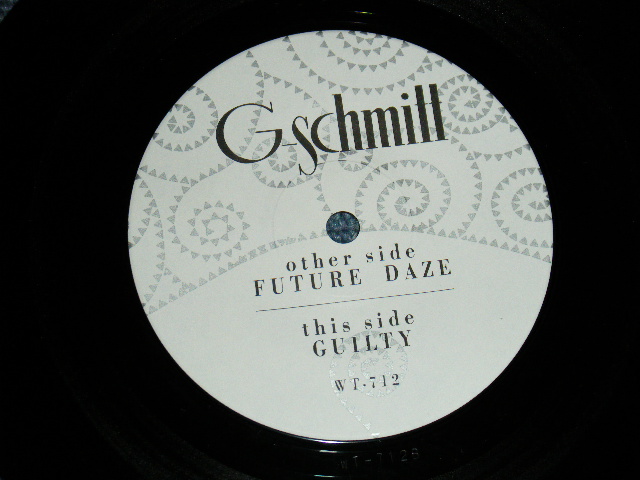 G-Schmitt
other side
FUTURE DAZE
this side
GUILTY
WT-712